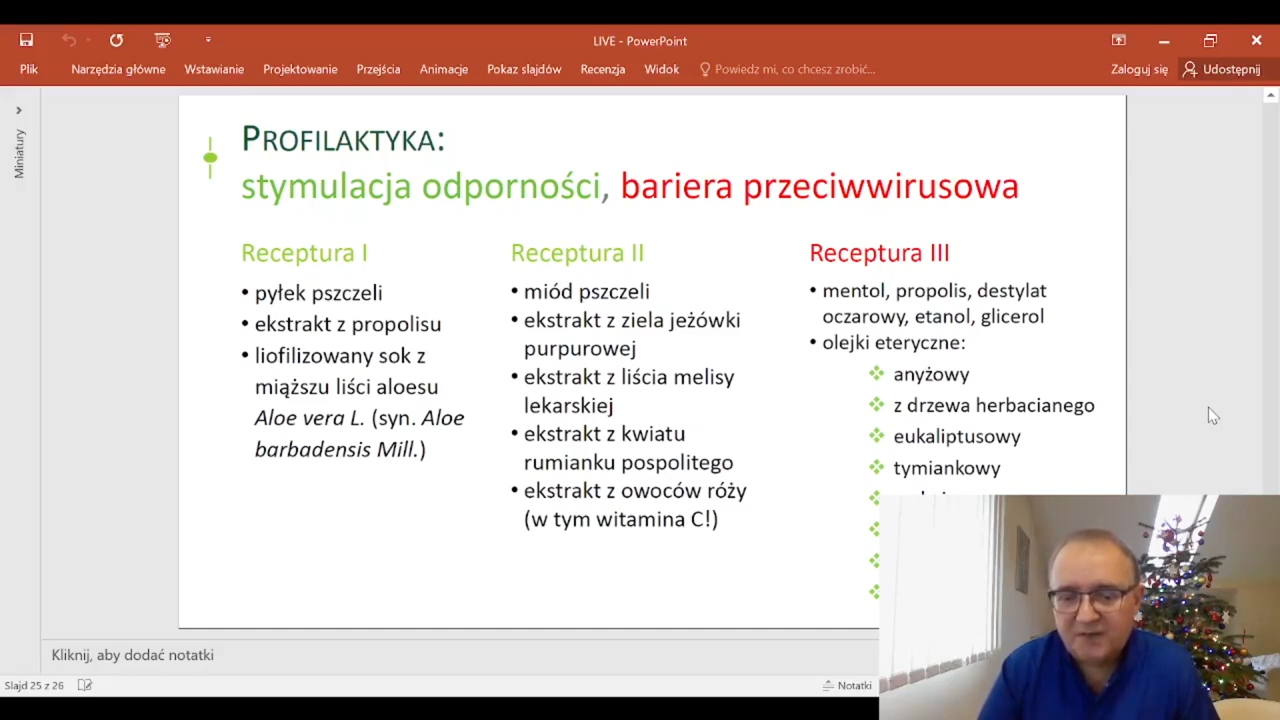 LIVE - PowerPoint
Plik
Narzędzia główne
Wstawianie
Projektowanie
Przejścia
Animacje
Pokaz slajdów
Recenzja
Widok
Powiedz mi, co chcesz zrobić...
Zaloguj się
Udostępnij
Miniatury
PROFILAKTYKA:
stymulacja odporności, bariera przeciwwirusowa
Receptura I
• pyłek pszczeli
• ekstrakt z propolisu
• liofilizowany sok z
miąższu liści aloesu
Aloe vera L. (syn. Aloe
barbadensis Mill.)
Receptura II
• miód pszczeli
• ekstrakt z ziela jeżówki
purpurowej
• ekstrakt z liścia melisy
lekarskiej
• ekstrakt z kwiatu
rumianku pospolitego
• ekstrakt z owoców róży
(w tym witamina C!)
Receptura III
• mentol, propolis, destylat
oczarowy, etanol, glicerol
• olejki eteryczne:
anyżowy
z drzewa herbacianego
eukaliptusowy
tymiankowy
Kliknij, aby dodać notatki
Slajd 25 z 26
Notatki